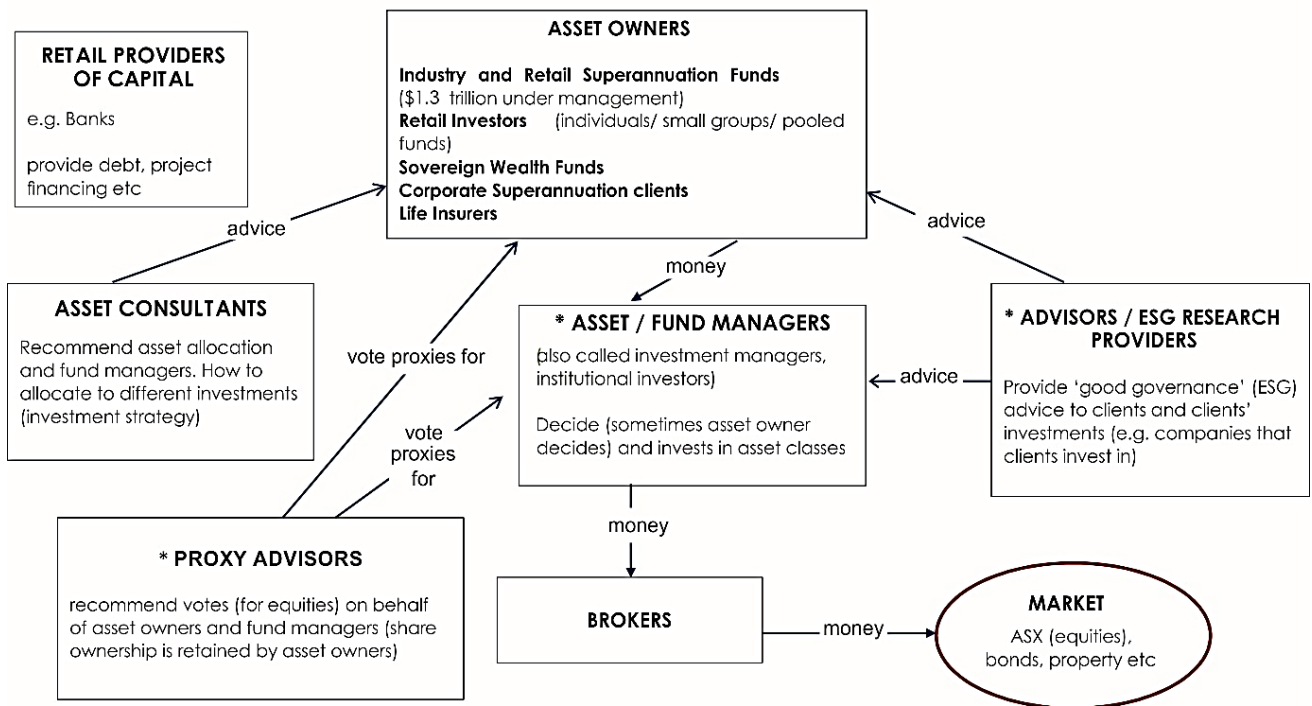 RETAIL PROVIDERS
OF CAPITAL
e.g. Banks
provide debt, project
financing etc
ASSET OWNERS
Industry and Retail Superannuation Funds
($1.3 trillion under management)
Retail Investors (individuals/ small groups/ pooled
funds)
Sovereign Wealth Funds
Corporate Superannuation clients
Life Insurers
advice
advice
money
ASSET CONSULTANTS
Recommend asset allocation
and fund managers. How to
allocate to different investments
(investment strategy)
vote proxies for
* ASSET / FUND MANAGERS
(also called investment managers,
institutional investors)
Decide (sometimes asset owner
decides) and invests in asset classes
advice
* ADVISORS / ESG RESEARCH
PROVIDERS
Provide ‘good governance’ (ESG)
advice to clients and clients’
investments (e.g. companies that
clients invest in)
vote
proxies
for
money
* PROXY ADVISORS
recommend votes (for equities) on behalf
of asset owners and fund managers (share
ownership is retained by asset owners)
BROKERS
money
MARKET
ASX (equities),
bonds, property etc